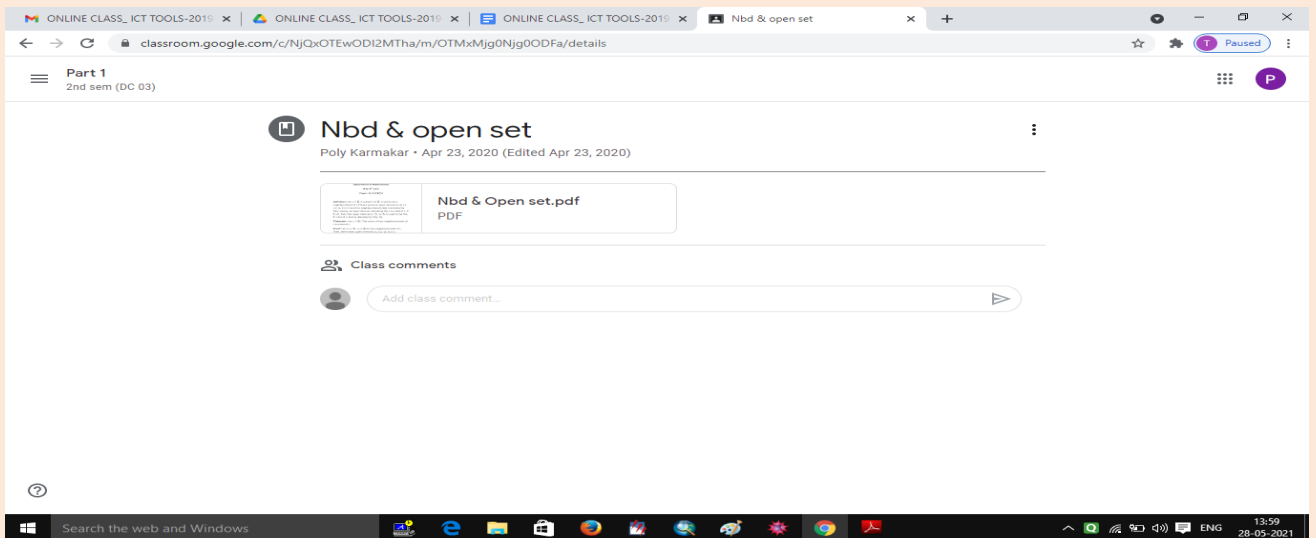 ONLINE CLASS_ ICT TOOLS-2019
ONLINE CLASS_ ICT TOOLS-2019
ONLINE CLASS_ ICT TOOLS-2019
Nbd & open set
classroom.google.com/c/NjQxOTEwODI2MTha/m/OTMxMjg0Njg0ODFa/details
T Paused
Part 1
2nd sem (DC 03)
P
Nbd & open set
Poly Karmakar • Apr 23, 2020 (Edited Apr 23, 2020)
Nbd & Open set.pdf
PDF
Class comments
Add class comment...
Search the web and Windows
ENG
13:59
28-05-2021